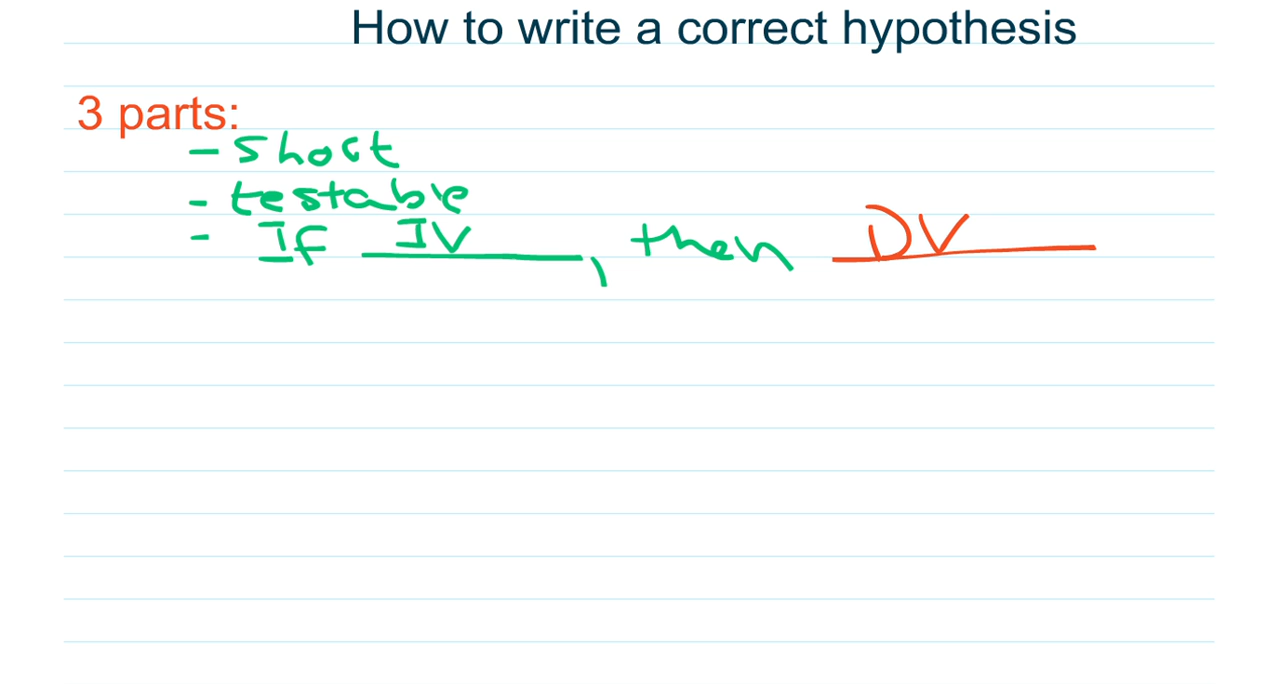 How to write a correct hypothesis
3 parts:
- short
- testable
- If IV, then DV